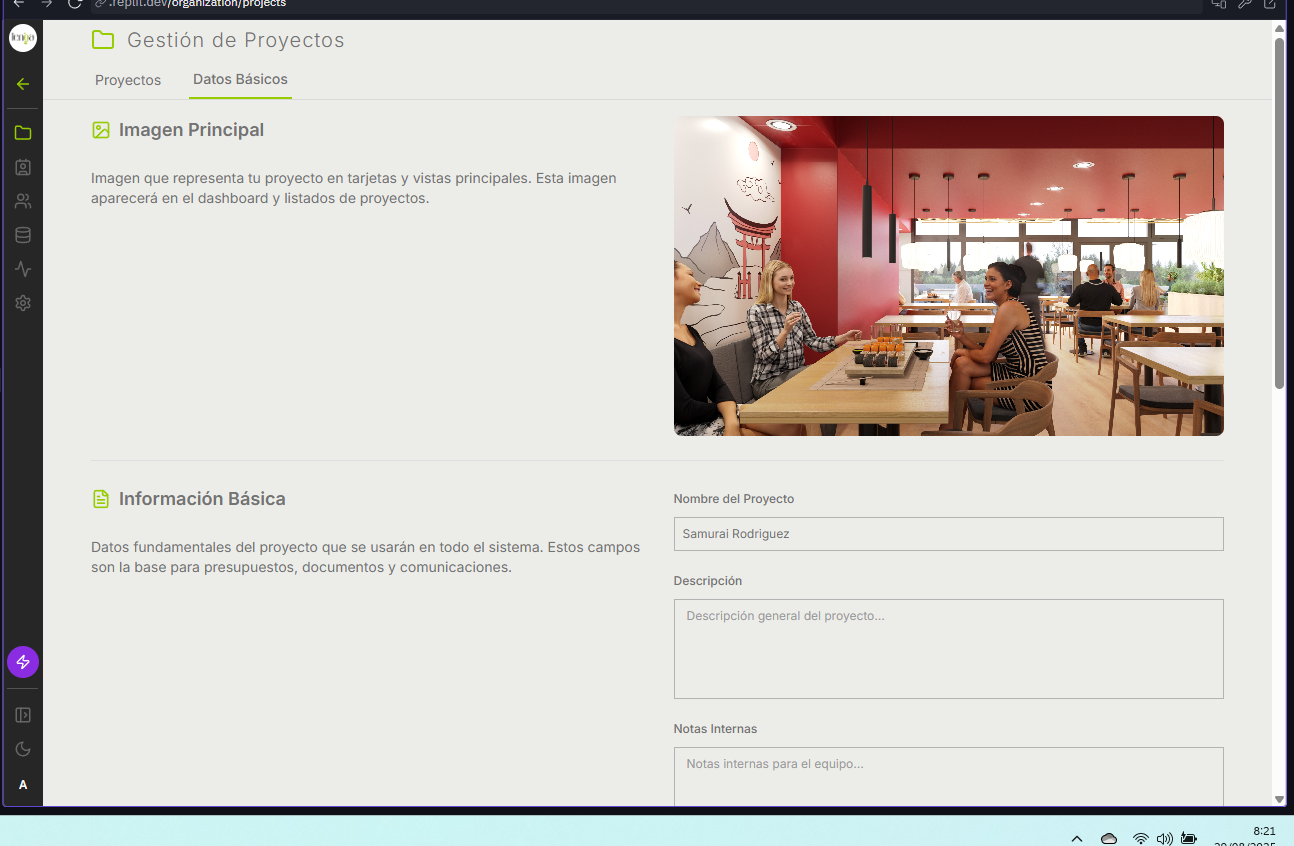 .replit.dev/organization/projects
Gestión de Proyectos
Proyectos
Datos Básicos
Imagen Principal
Imagen que representa tu proyecto en tarjetas y vistas principales. Esta imagen
aparecerá en el dashboard y listados de proyectos.
Información Básica
Datos fundamentales del proyecto que se usarán en todo el sistema. Estos campos
son la base para presupuestos, documentos y comunicaciones.
Nombre del Proyecto
Samurai Rodriguez
Descripción
Descripción general del proyecto...
Notas Internas
Notas internas para el equipo...
A
8:21